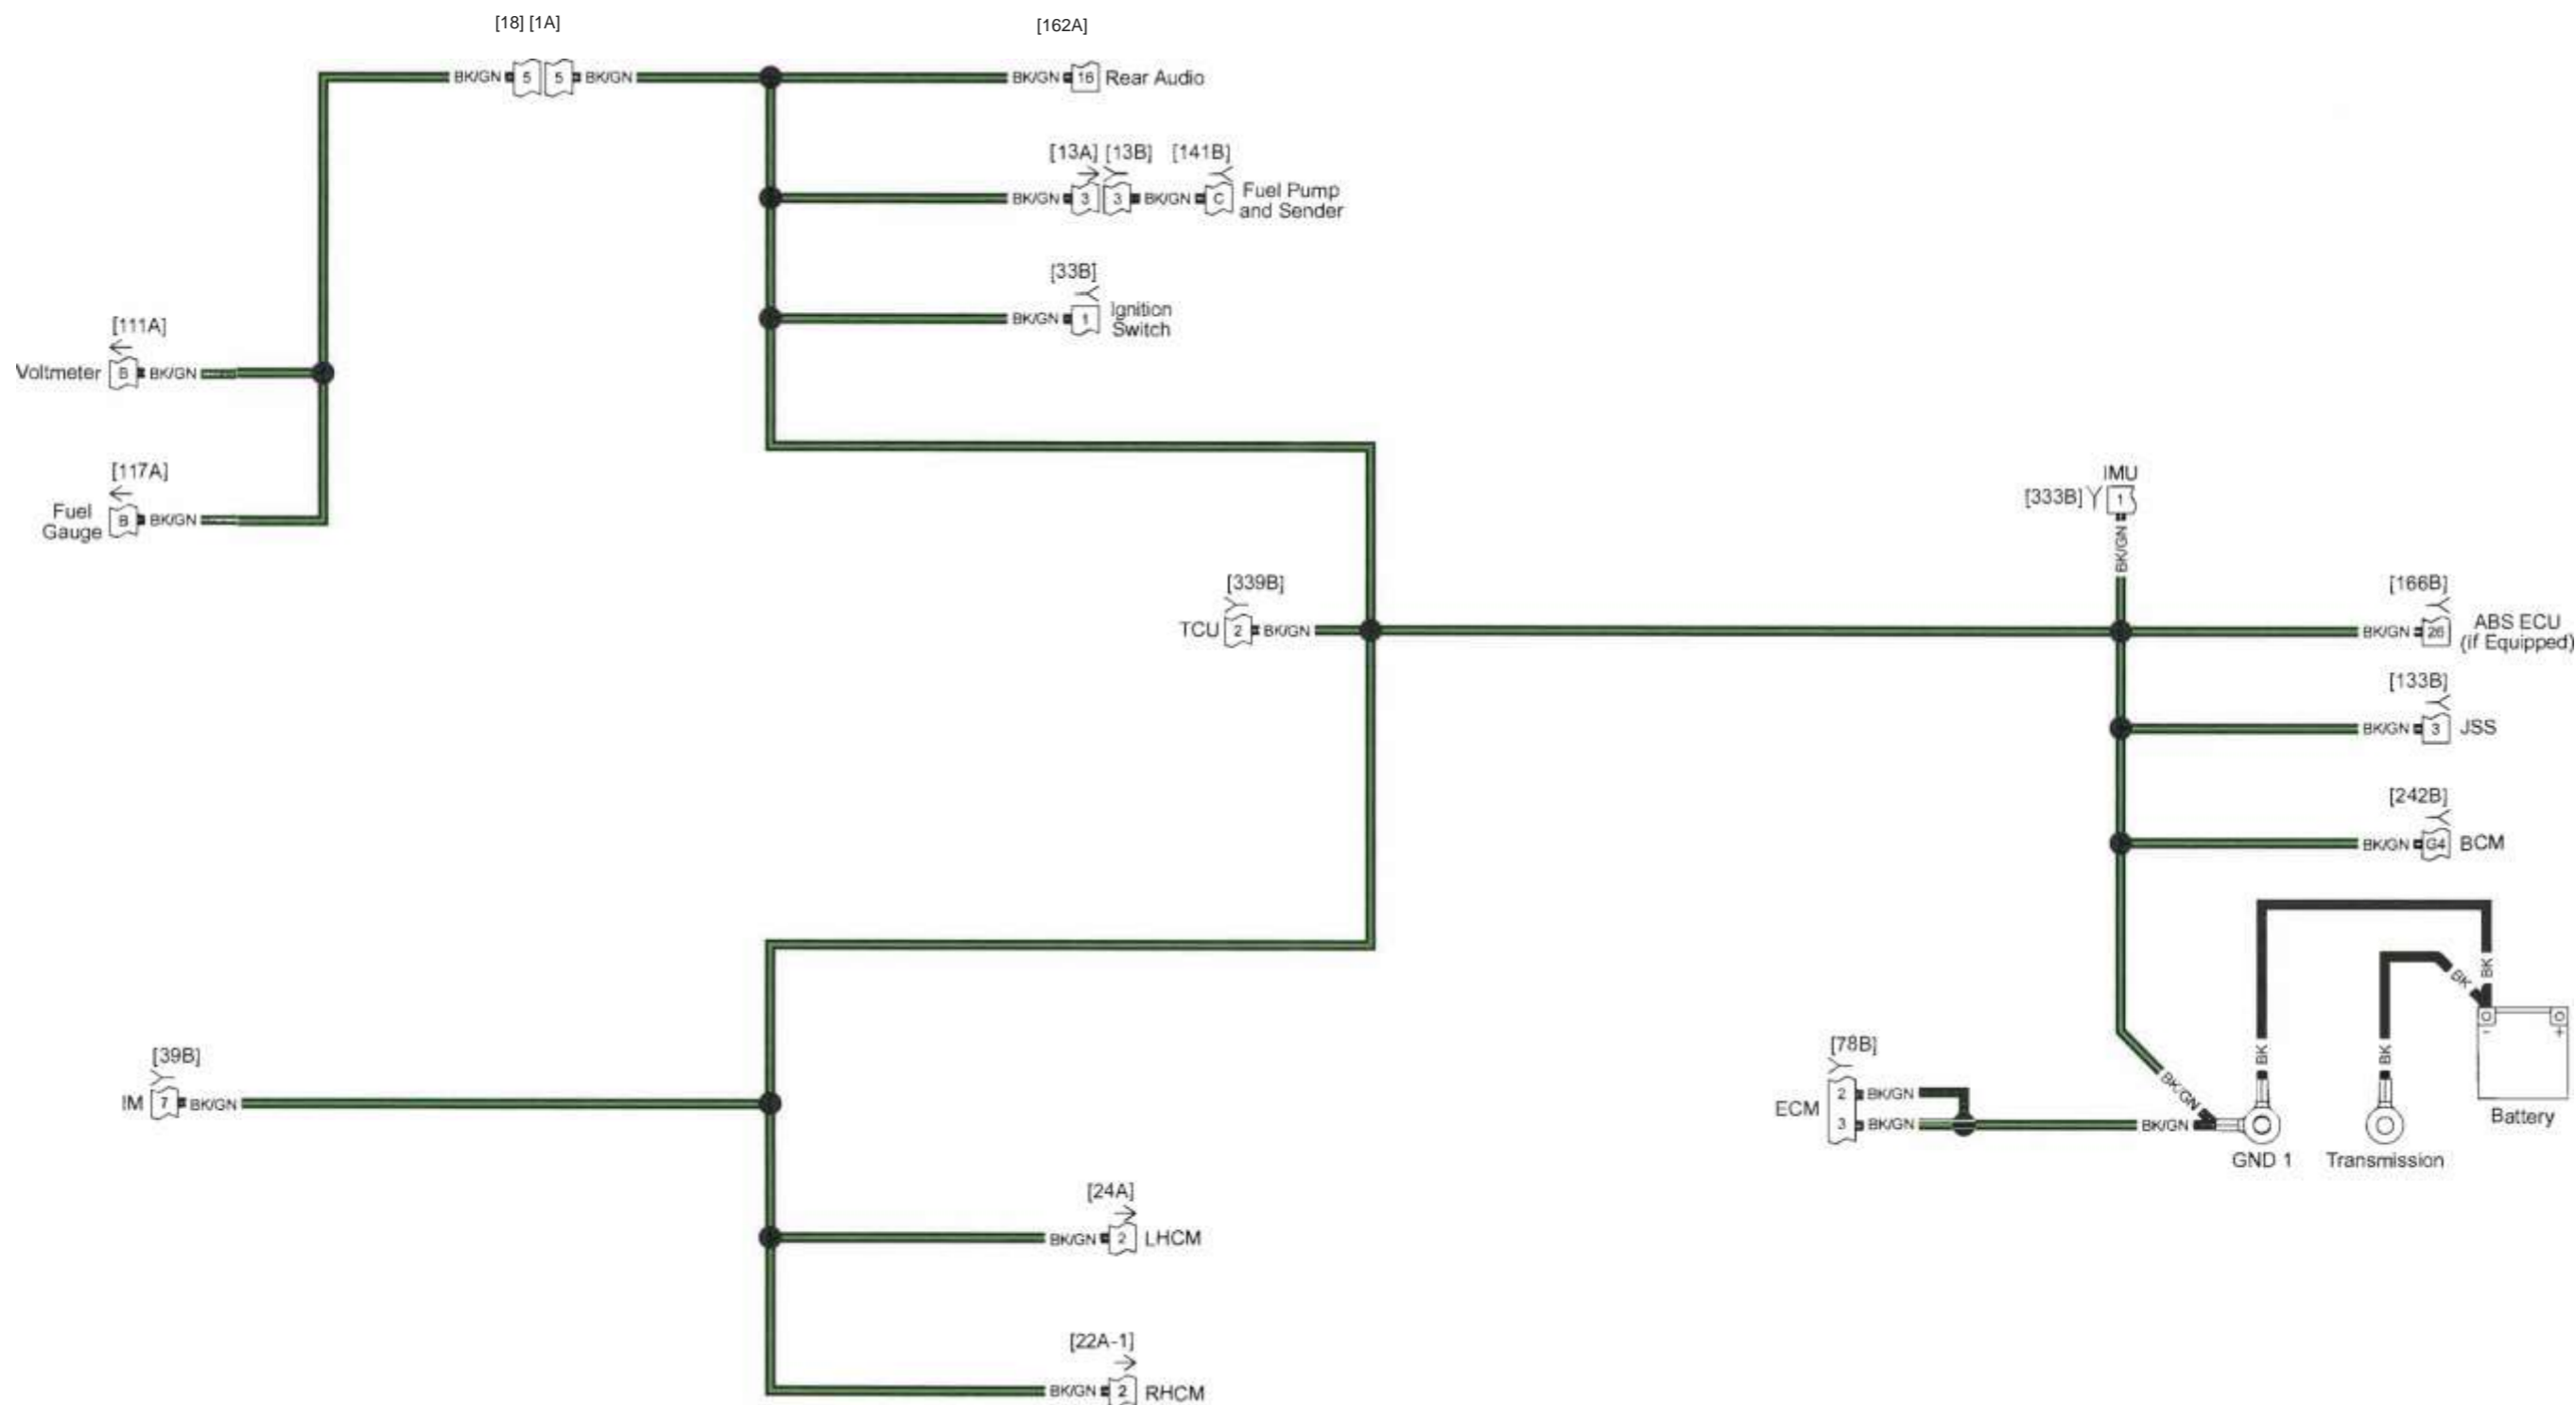 [18] [1A]
[162A]
BK/GN 5 5 BK/GN
BK/GN 16 Rear Audio
[13A] [13B] [141B]
BK/GN 3 3 BK/GN C Fuel Pump
and Sender
[33B]
BK/GN 1 Ignition
Switch
[111A]
Voltmeter B BK/GN
[117A]
Fuel
Gauge B BK/GN
IMU
[333B] 1
BK/GN
[339B]
TCU 2 BK/GN
[166B]
BK/GN 26 ABS ECU
(if Equipped)
[133B]
BK/GN 3 JSS
[242B]
BK/GN G4 BCM
BK
BK
BK
BK
- +
Battery
[39B]
IM 7 BK/GN
[78B]
ECM
2 BK/GN
3 BK/GN
BK/GN
BK/GN
GND 1
Transmission
[24A]
BK/GN 2 LHCM
[22A-1]
BK/GN 2 RHCM